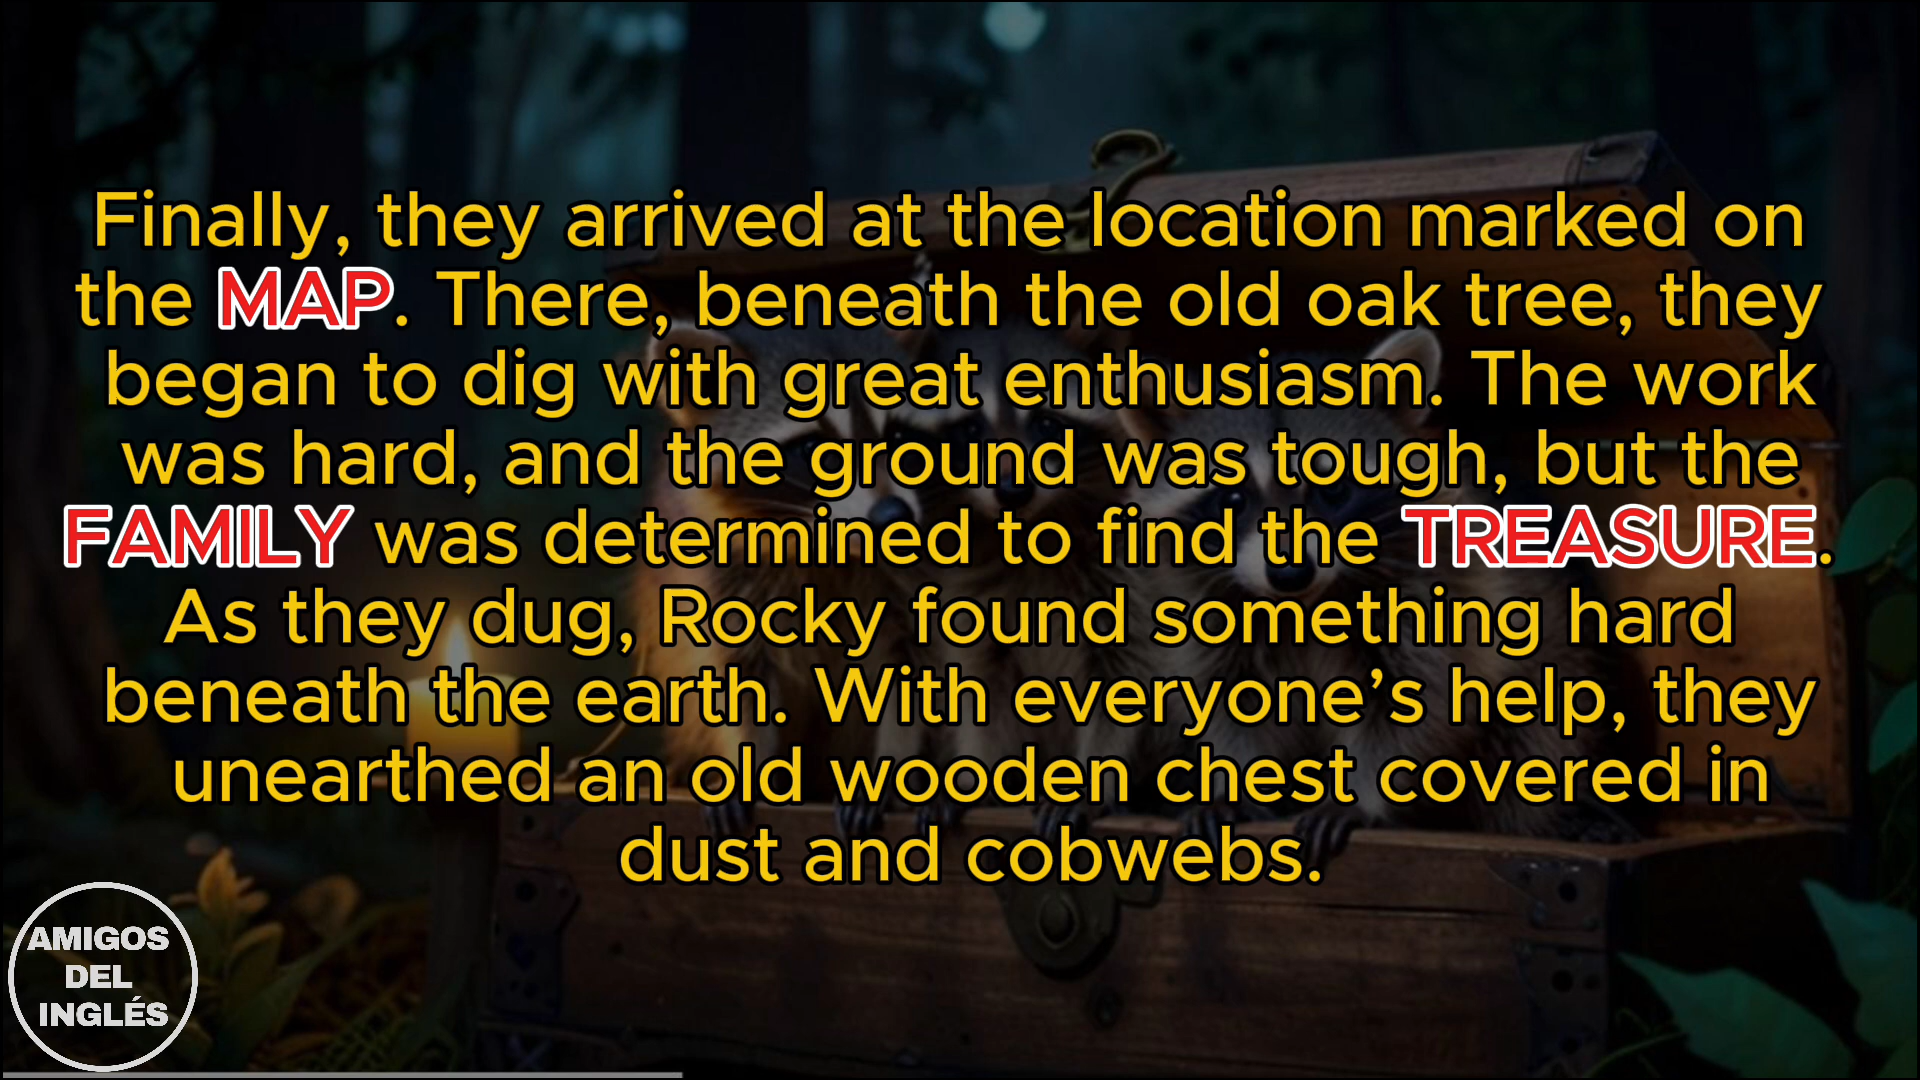 Finally, they arrived at the location marked on
the MAP. There, beneath the old oak tree, they
began to dig with great enthusiasm. The work
was hard, and the ground was tough, but the
FAMILY was determined to find the TREASURE.
As they dug, Rocky found something hard
beneath the earth. With everyone’s help, they
unearthed an old wooden chest covered in
dust and cobwebs.
AMIGOS
DEL
INGLÉS